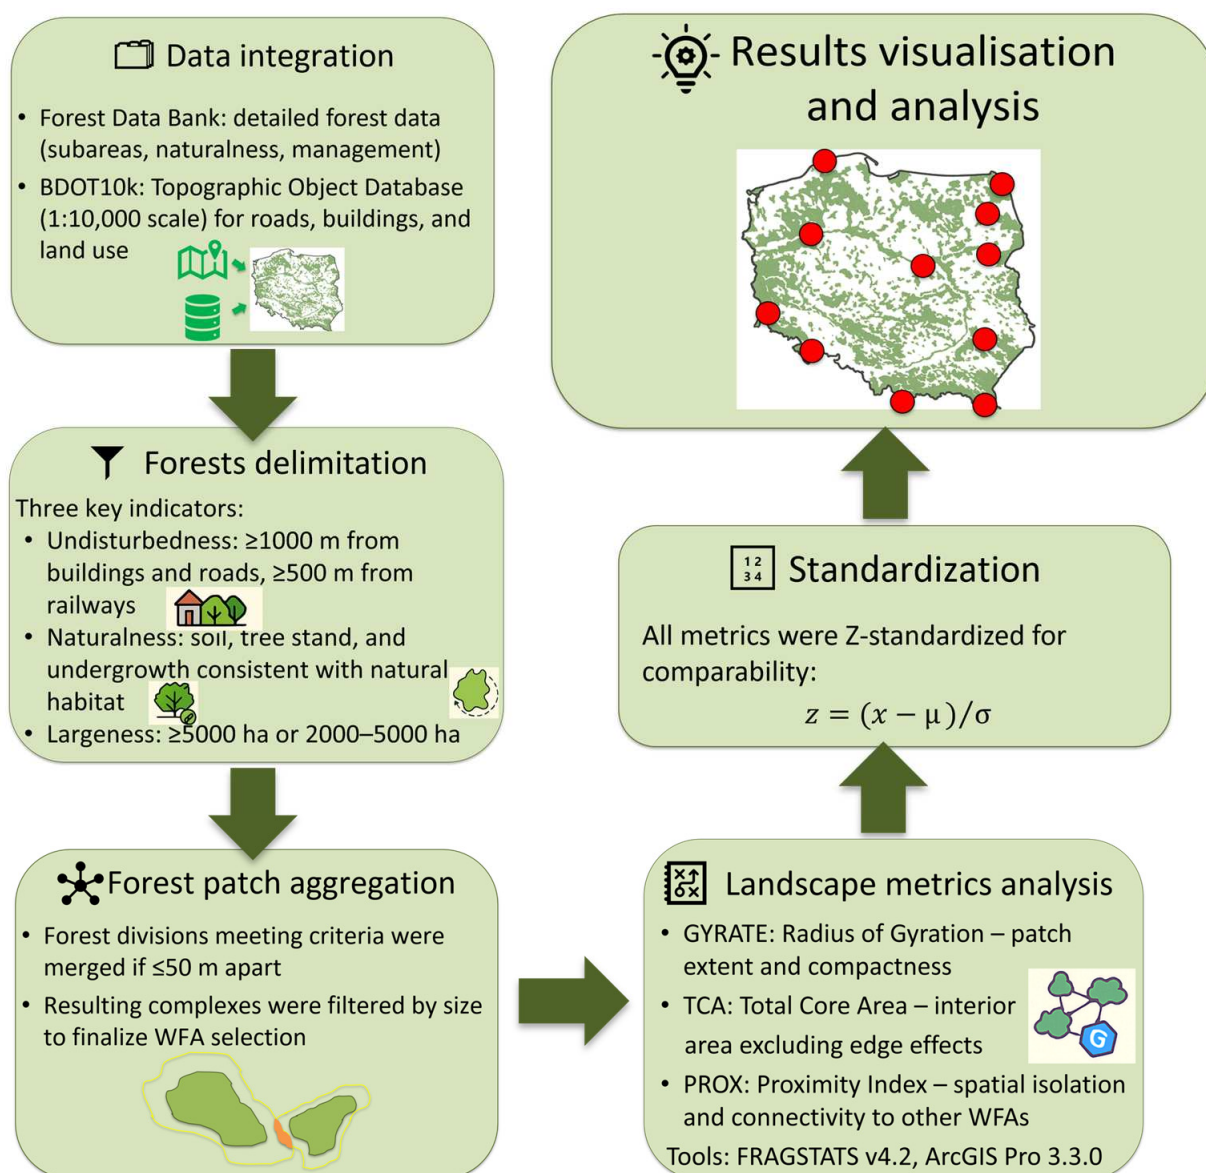 Data integration
• Forest Data Bank: detailed forest data
(subareas, naturalness, management)
• BDOT10k: Topographic Object Database
(1:10,000 scale) for roads, buildings, and
land use
Forests delimitation
Three key indicators:
• Undisturbedness: ≥1000 m from
buildings and roads, ≥500 m from
railways
• Naturalness: soil, tree stand, and
undergrowth consistent with natural
habitat
• Largeness: ≥5000 ha or 2000–5000 ha
Forest patch aggregation
• Forest divisions meeting criteria were
merged if ≤50 m apart
• Resulting complexes were filtered by size
to finalize WFA selection
Landscape metrics analysis
• GYRATE: Radius of Gyration – patch
extent and compactness
• TCA: Total Core Area – interior
area excluding edge effects
G
• PROX: Proximity Index – spatial isolation
and connectivity to other WFAs
Tools: FRAGSTATS v4.2, ArcGIS Pro 3.3.0
1 2
3 4
Standardization
All metrics were Z-standardized for
comparability:
z = (x − μ)/σ
Results visualisation
and analysis